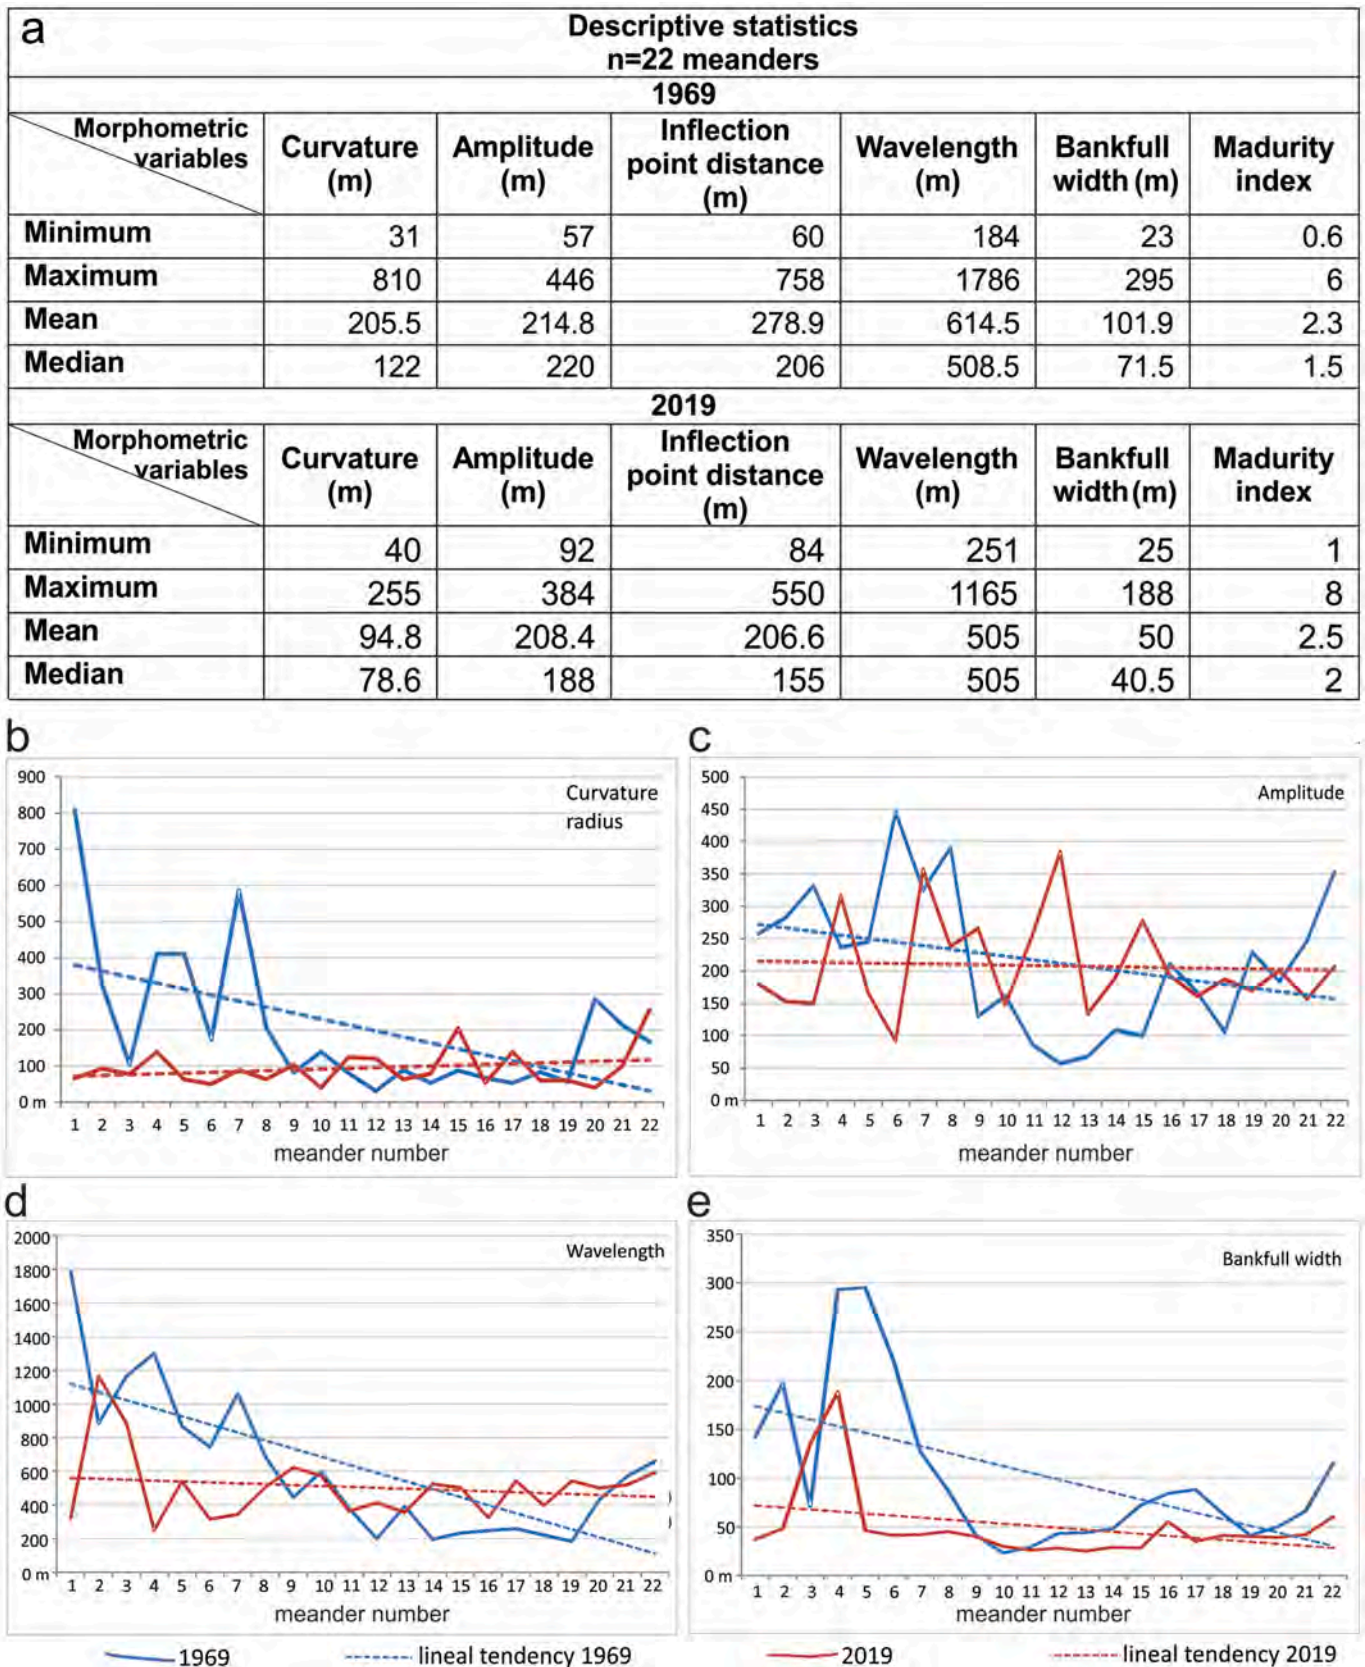 a
Descriptive statistics
n=22 meanders
1969
Morphometric variables Curvature (m) Amplitude (m) Inflection point distance (m) Wavelength (m) Bankfull width (m) Madurity index
Minimum 31 57 60 184 23 0.6
Maximum 810 446 758 1786 295 6
Mean 205.5 214.8 278.9 614.5 101.9 2.3
Median 122 220 206 508.5 71.5 1.5
2019
Morphometric variables Curvature (m) Amplitude (m) Inflection point distance (m) Wavelength (m) Bankfull width (m) Madurity index
Minimum 40 92 84 251 25 1
Maximum 255 384 550 1165 188 8
Mean 94.8 208.4 206.6 505 50 2.5
Median 78.6 188 155 505 40.5 2
b
Curvature
radius
900
800
700
600
500
400
300
200
100
0 m
1 2 3 4 5 6 7 8 9 10 11 12 13 14 15 16 17 18 19 20 21 22
meander number
c
Amplitude
500
450
400
350
300
250
200
150
100
50
0 m
1 2 3 4 5 6 7 8 9 10 11 12 13 14 15 16 17 18 19 20 21 22
meander number
d
Wavelength
2000
1800
1600
1400
1200
1000
800
600
400
200
0 m
1 2 3 4 5 6 7 8 9 10 11 12 13 14 15 16 17 18 19 20 21 22
meander number
e
Bankfull width
350
300
250
200
150
100
50
0 m
1 2 3 4 5 6 7 8 9 10 11 12 13 14 15 16 17 18 19 20 21 22
meander number
1969 lineal tendency 1969 2019 lineal tendency 2019